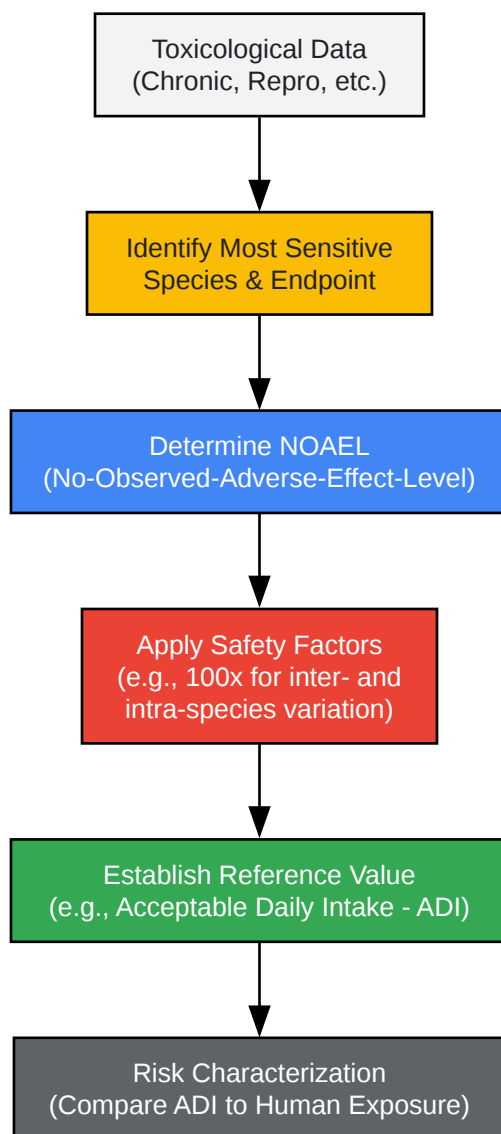 Toxicological Data
(Chronic, Repro, etc.)
Identify Most Sensitive
Species & Endpoint
Determine NOAEL
(No-Observed-Adverse-Effect-Level)
Apply Safety Factors
(e.g., 100x for inter- and
intra-species variation)
Establish Reference Value
(e.g., Acceptable Daily Intake - ADI)
Risk Characterization
(Compare ADI to Human Exposure)